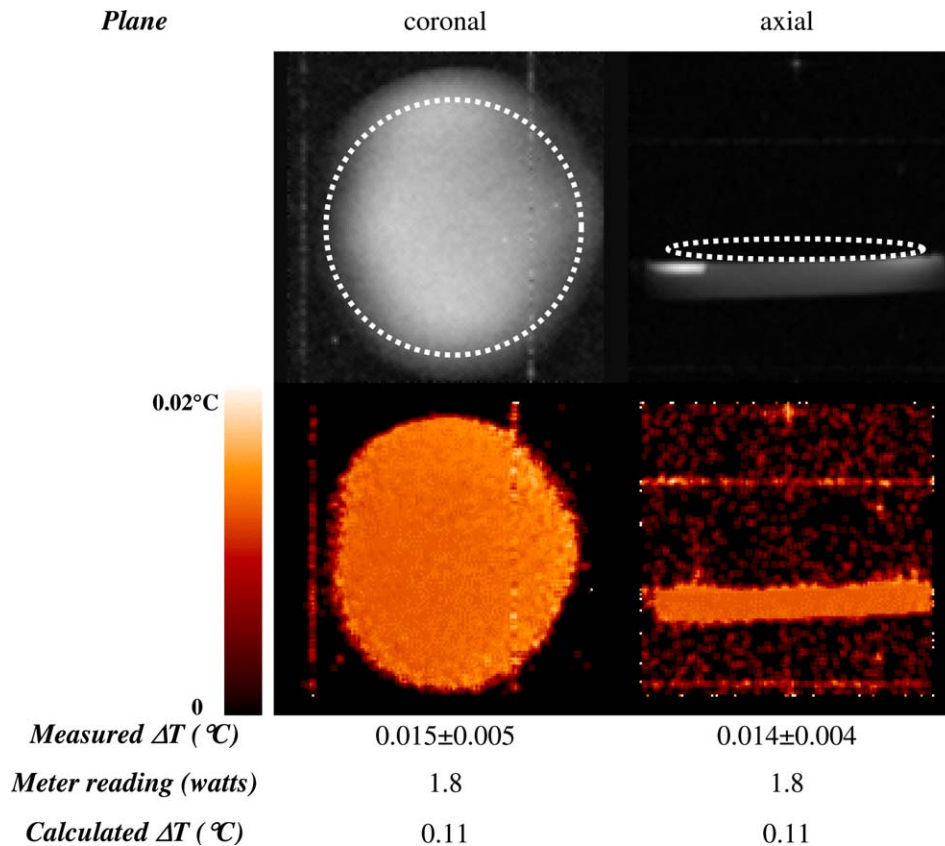 Plane coronal axial
0.02°C
0
Measured ΔT (°C) 0.015±0.005 0.014±0.004
Meter reading (watts) 1.8 1.8
Calculated ΔT (°C) 0.11 0.11